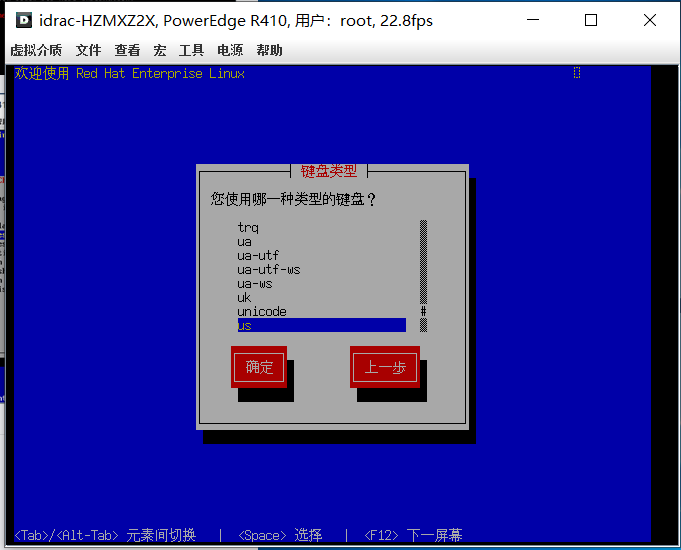 idrac-HZMXZ2X, PowerEdge R410, 用户: root, 22.8fps
虚拟介质 文件 查看 宏 工具 电源 帮助
欢迎使用 Red Hat Enterprise Linux
键盘类型
您使用哪一种类型的键盘?
trq
ua
ua-utf
ua-utf-ws
ua-ws
uk
unicode #
us
确定 上一步
<Tab>/<Alt-Tab> 元素间切换 | <Space> 选择 | <F12> 下一屏幕